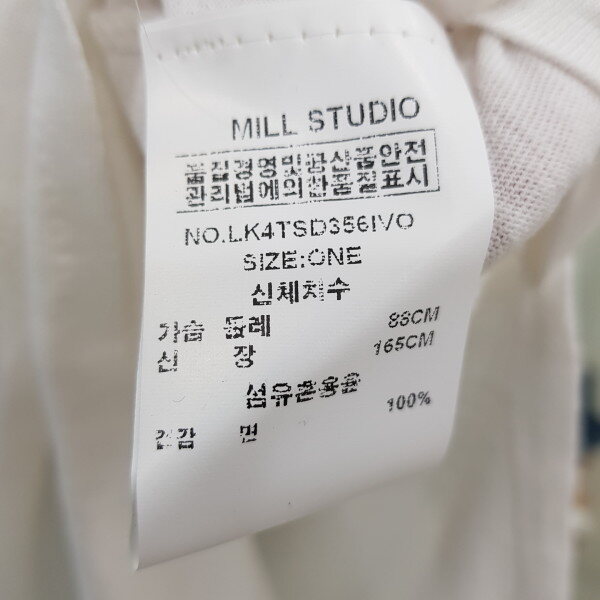 MILL STUDIO
품질경영및공산품안전
관리법에의한품질표시
NO.LK4TSD356IVO
SIZE:ONE
신체치수
가슴 둘레 88CM
신 장 165CM
섬유혼용율
겉감 면 100%